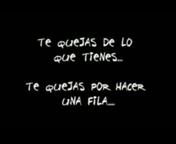 TE QUEJAS DE LO
QUE TIENES...
TE QUEJAS POR HACER
UNA FILA...